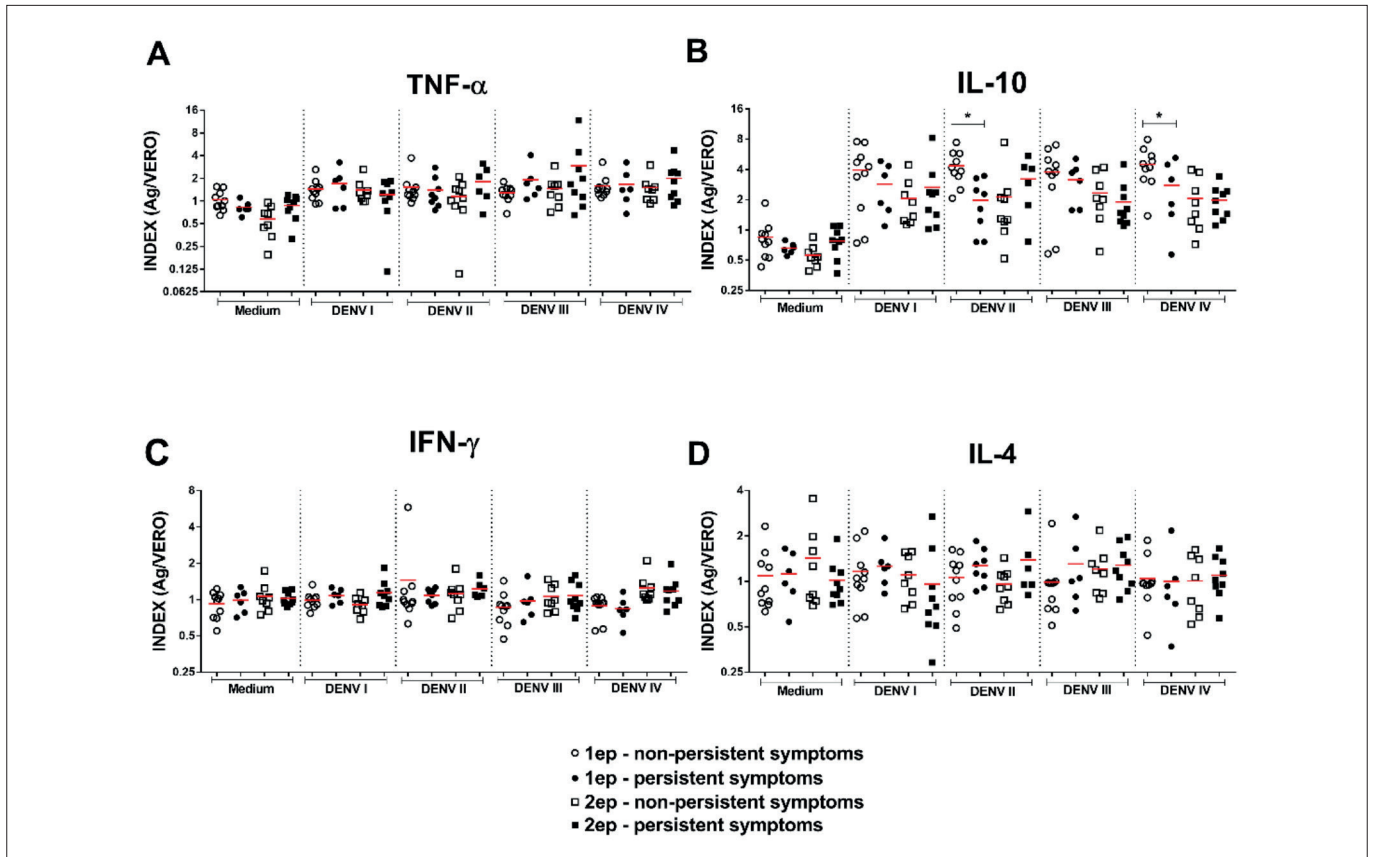 A
TNF-α
INDEX (Ag/VERO)
16
8
4
2
1
0.5
0.25
0.125
0.0625
Medium
DENV I
DENV II
DENV III
DENV IV
B
IL-10
INDEX (Ag/VERO)
16
8
4
2
1
0.5
0.25
*
*
Medium
DENV I
DENV II
DENV III
DENV IV
C
IFN-γ
INDEX (Ag/VERO)
8
4
2
1
0.5
0.25
Medium
DENV I
DENV II
DENV III
DENV IV
D
IL-4
INDEX (Ag/VERO)
4
2
1
0.5
0.25
Medium
DENV I
DENV II
DENV III
DENV IV
1ep - non-persistent symptoms
1ep - persistent symptoms
2ep - non-persistent symptoms
2ep - persistent symptoms